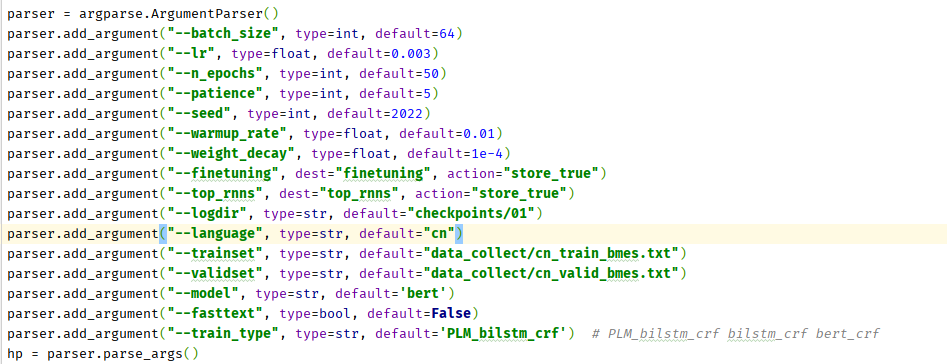 parser = argparse.ArgumentParser()
parser.add_argument("--batch_size", type=int, default=64)
parser.add_argument("--lr", type=float, default=0.003)
parser.add_argument("--n_epochs", type=int, default=50)
parser.add_argument("--patience", type=int, default=5)
parser.add_argument("--seed", type=int, default=2022)
parser.add_argument("--warmup_rate", type=float, default=0.01)
parser.add_argument("--weight_decay", type=float, default=1e-4)
parser.add_argument("--finetuning", dest="finetuning", action="store_true")
parser.add_argument("--top_rnns", dest="top_rnns", action="store_true")
parser.add_argument("--logdir", type=str, default="checkpoints/01")
parser.add_argument("--language", type=str, default="cn")
parser.add_argument("--trainset", type=str, default="data_collect/cn_train_bmes.txt")
parser.add_argument("--validset", type=str, default="data_collect/cn_valid_bmes.txt")
parser.add_argument("--model", type=str, default='bert')
parser.add_argument("--fasttext", type=bool, default=False)
parser.add_argument("--train_type", type=str, default='PLM_bilstm_crf')  # PLM_bilstm_crf bilstm_crf bert_crf
hp = parser.parse_args()